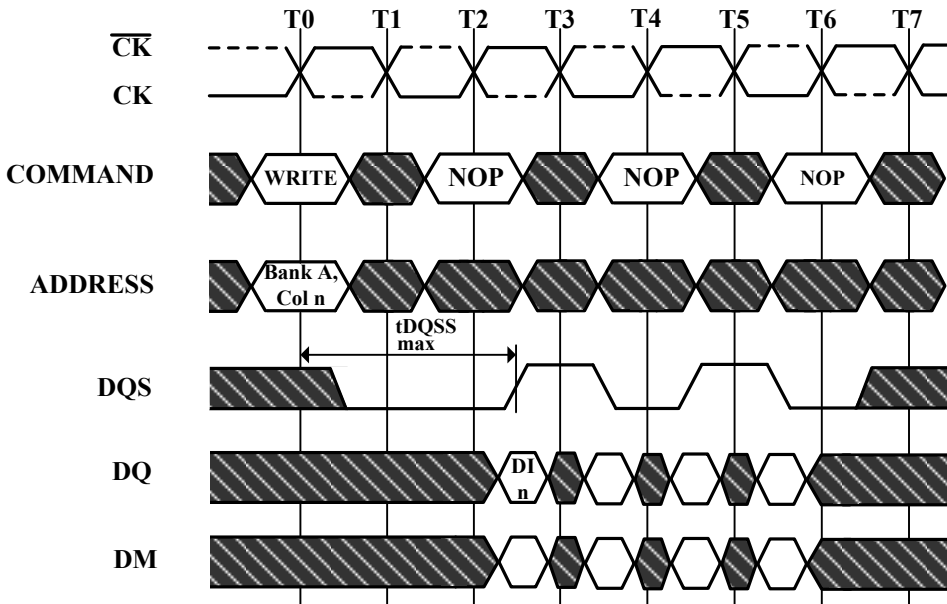 T0 T1 T2 T3 T4 T5 T6 T7
CK
CK
COMMAND
WRITE NOP NOP NOP
ADDRESS
Bank A,
Col n
tDQSS
max
DQS
DQ
DI
n
DM